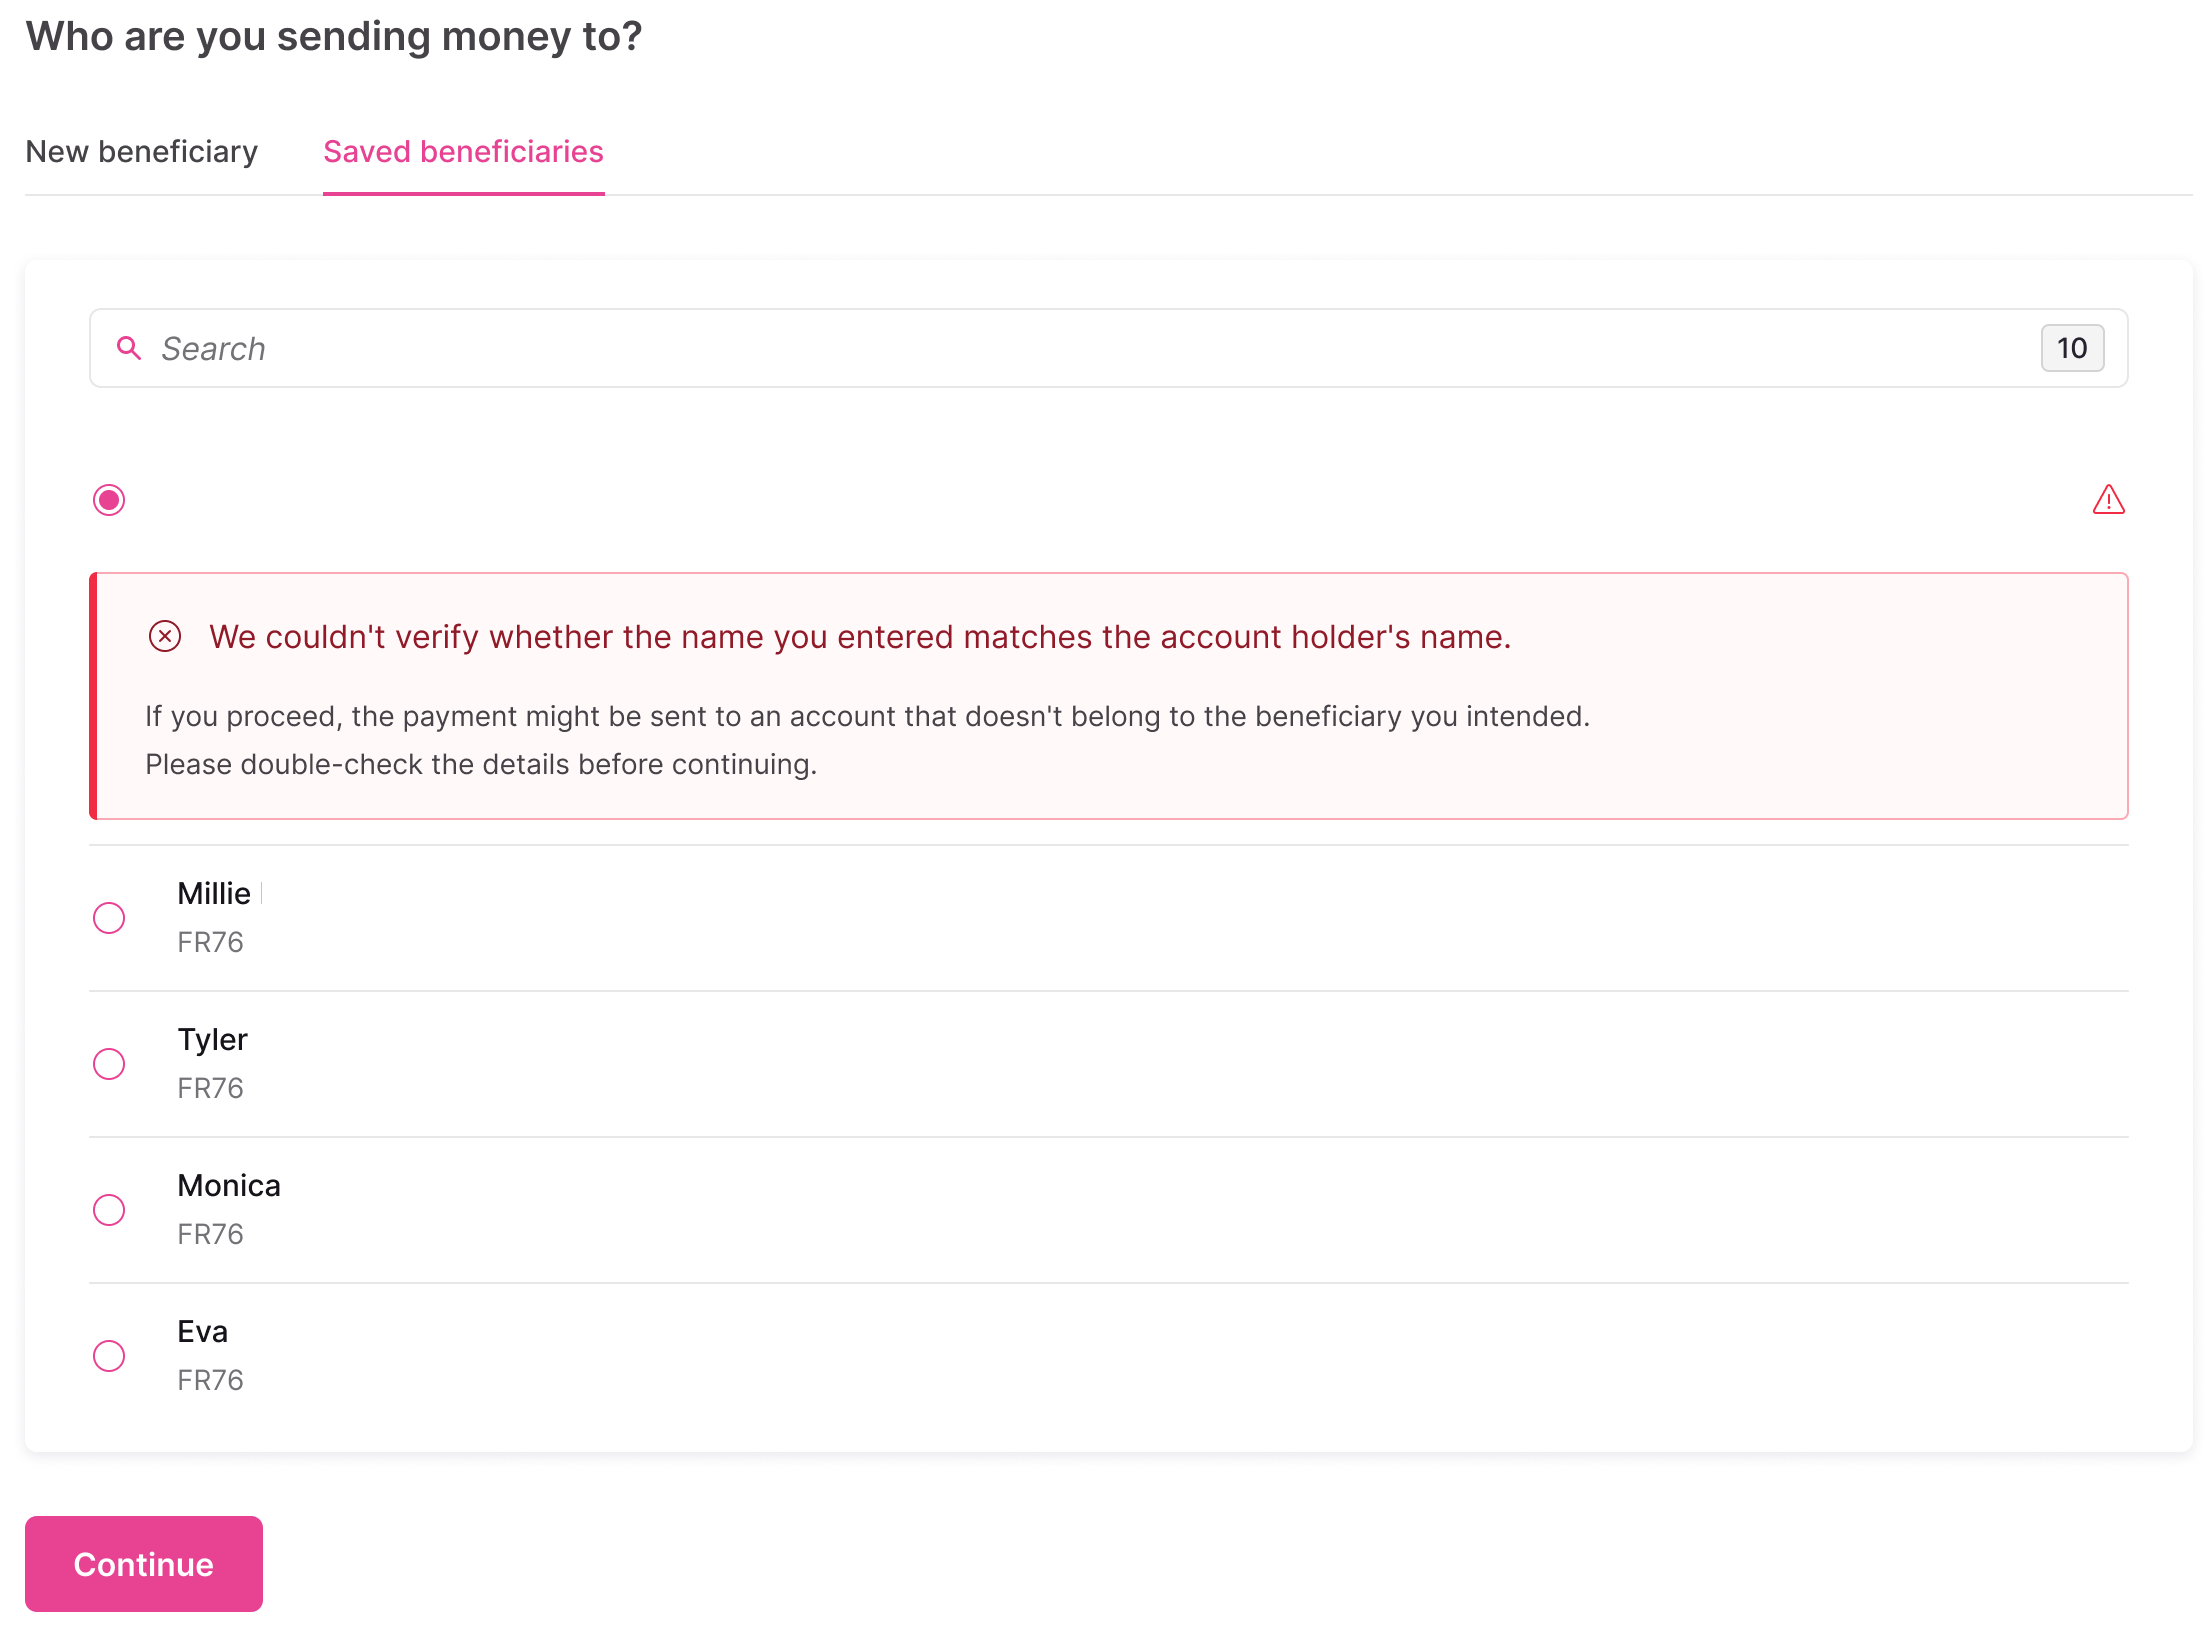 Who are you sending money to?
New beneficiary Saved beneficiaries
Search 10
We couldn't verify whether the name you entered matches the account holder's name.
If you proceed, the payment might be sent to an account that doesn't belong to the beneficiary you intended.
Please double-check the details before continuing.
Millie
FR76
Tyler
FR76
Monica
FR76
Eva
FR76
Continue